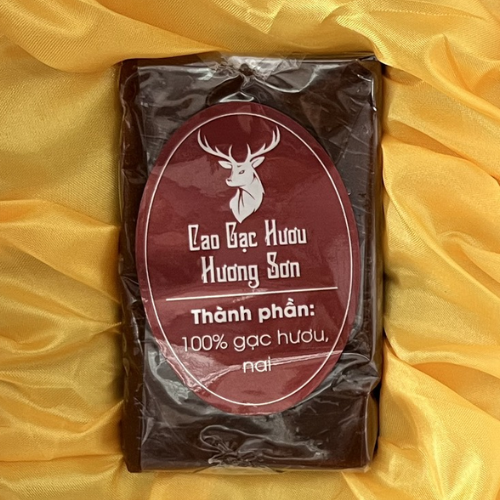 Cao Gạc Hươu
Hương Sơn
Thành phần:
100% gạc hươu,
nai